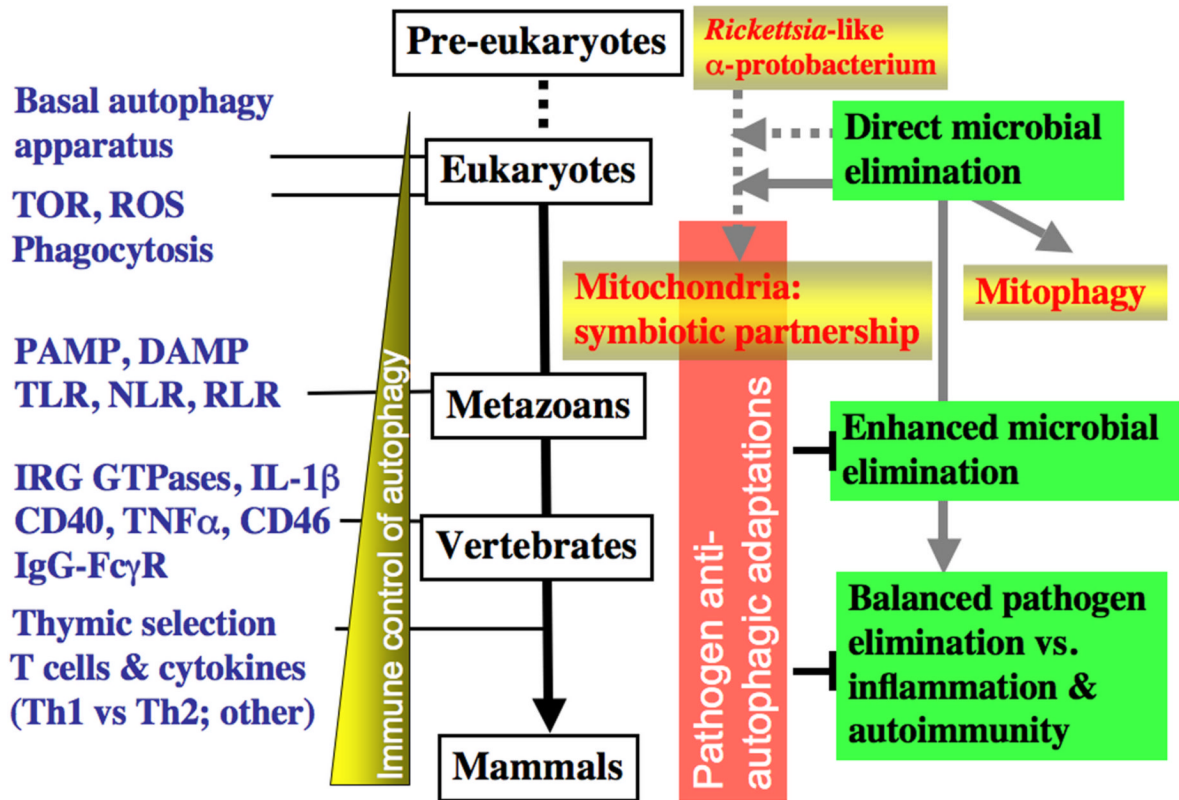 Pre-eukaryotes
Rickettsia-like
α-protobacterium
Basal autophagy
apparatus
Eukaryotes
Direct microbial
elimination
TOR, ROS
Phagocytosis
Mitochondria:
symbiotic partnership
Mitophagy
PAMP, DAMP
TLR, NLR, RLR
Metazoans
Enhanced microbial
elimination
IRG GTPases, IL-1β
CD40, TNFα, CD46
IgG-FcγR
Vertebrates
Balanced pathogen
elimination vs.
inflammation &
autoimmunity
Thymic selection
T cells & cytokines
(Th1 vs Th2; other)
Mammals
Immune control of autophagy
Pathogen anti-
autophagic adaptations